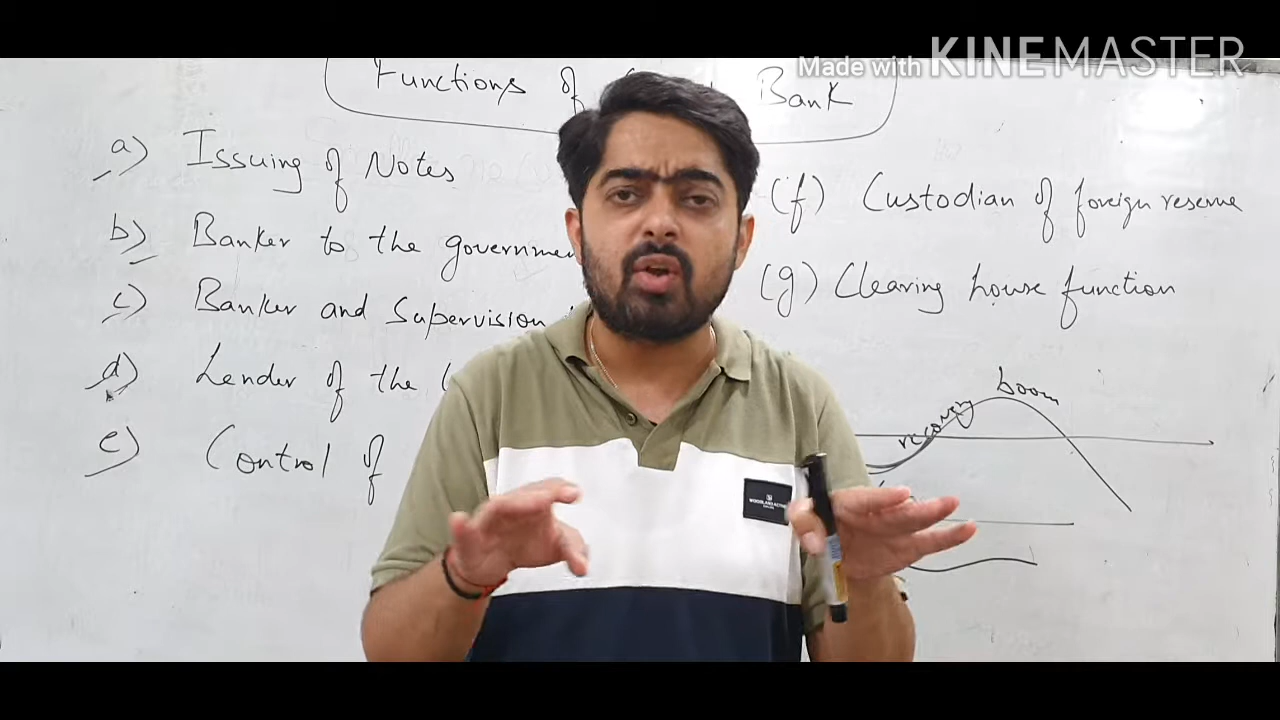 Made with KINEMASTER
Functions of Bank
a) Issuing of Notes
b) Banker to the governmen
c) Banker and Supervision
d) Lender of the
e) Control of
(f) Custodian of foreign reserve
(g) Clearing house function
recovery
boom